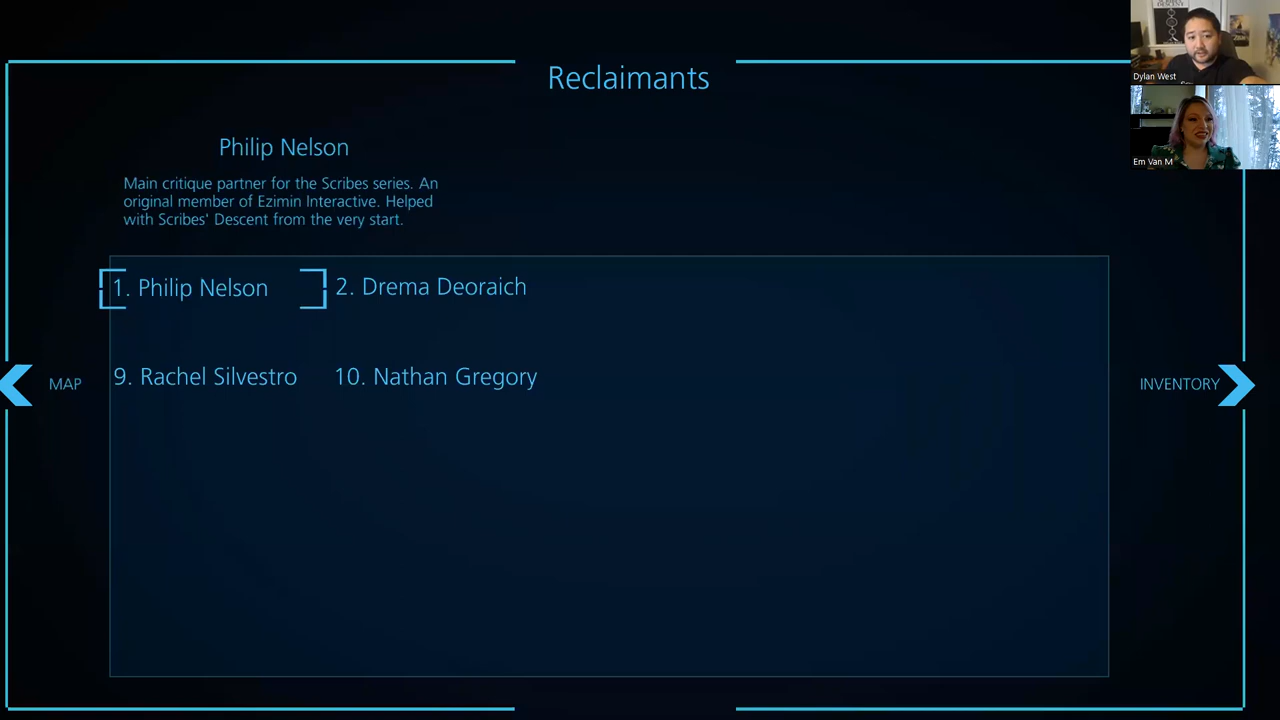 Reclaimants
Dylan West
Em Van M
Philip Nelson
Main critique partner for the Scribes series. An
original member of Ezimin Interactive. Helped
with Scribes' Descent from the very start.
1. Philip Nelson
2. Drema Deoraich
9. Rachel Silvestro
10. Nathan Gregory
MAP
INVENTORY